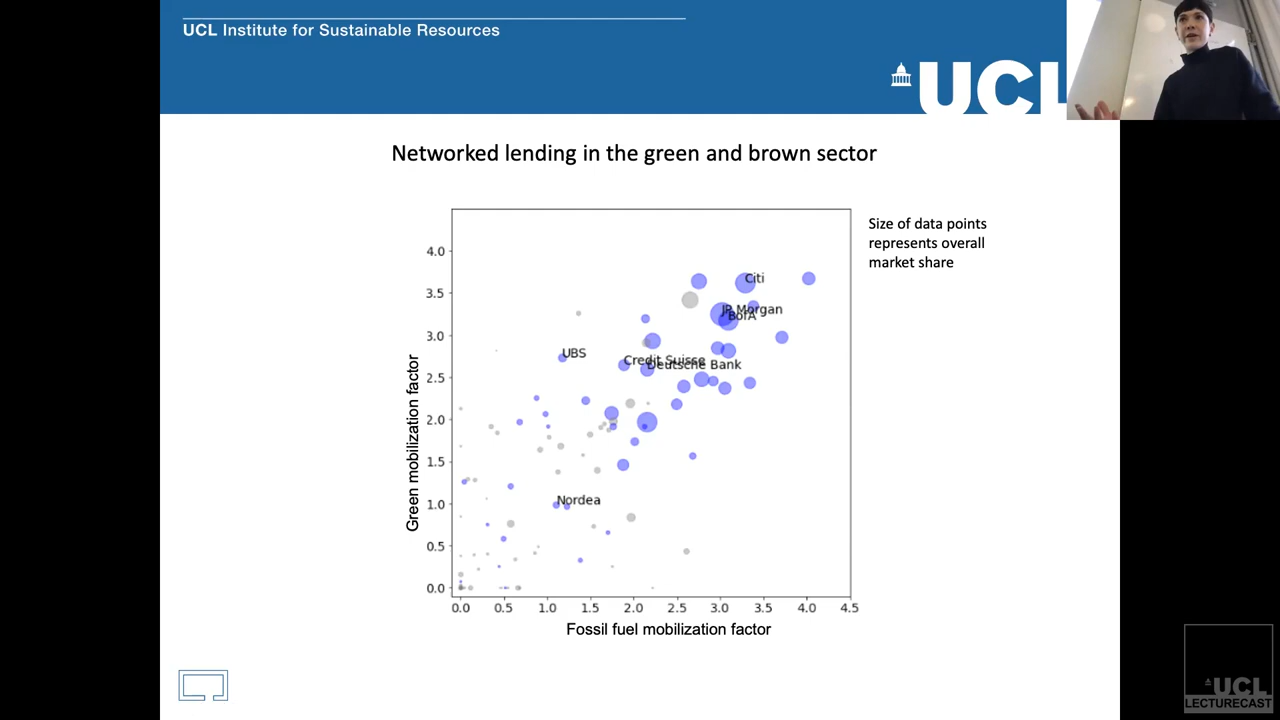 UCL Institute for Sustainable Resources
UCL
Networked lending in the green and brown sector
Size of data points
represents overall
market share
Green mobilization factor
4.0
3.5
3.0
2.5
2.0
1.5
1.0
0.5
0.0
Citi
JP Morgan
BofA
UBS
Credit Suisse
Deutsche Bank
Nordea
0.0 0.5 1.0 1.5 2.0 2.5 3.0 3.5 4.0 4.5
Fossil fuel mobilization factor
UCL
LECTURECAST